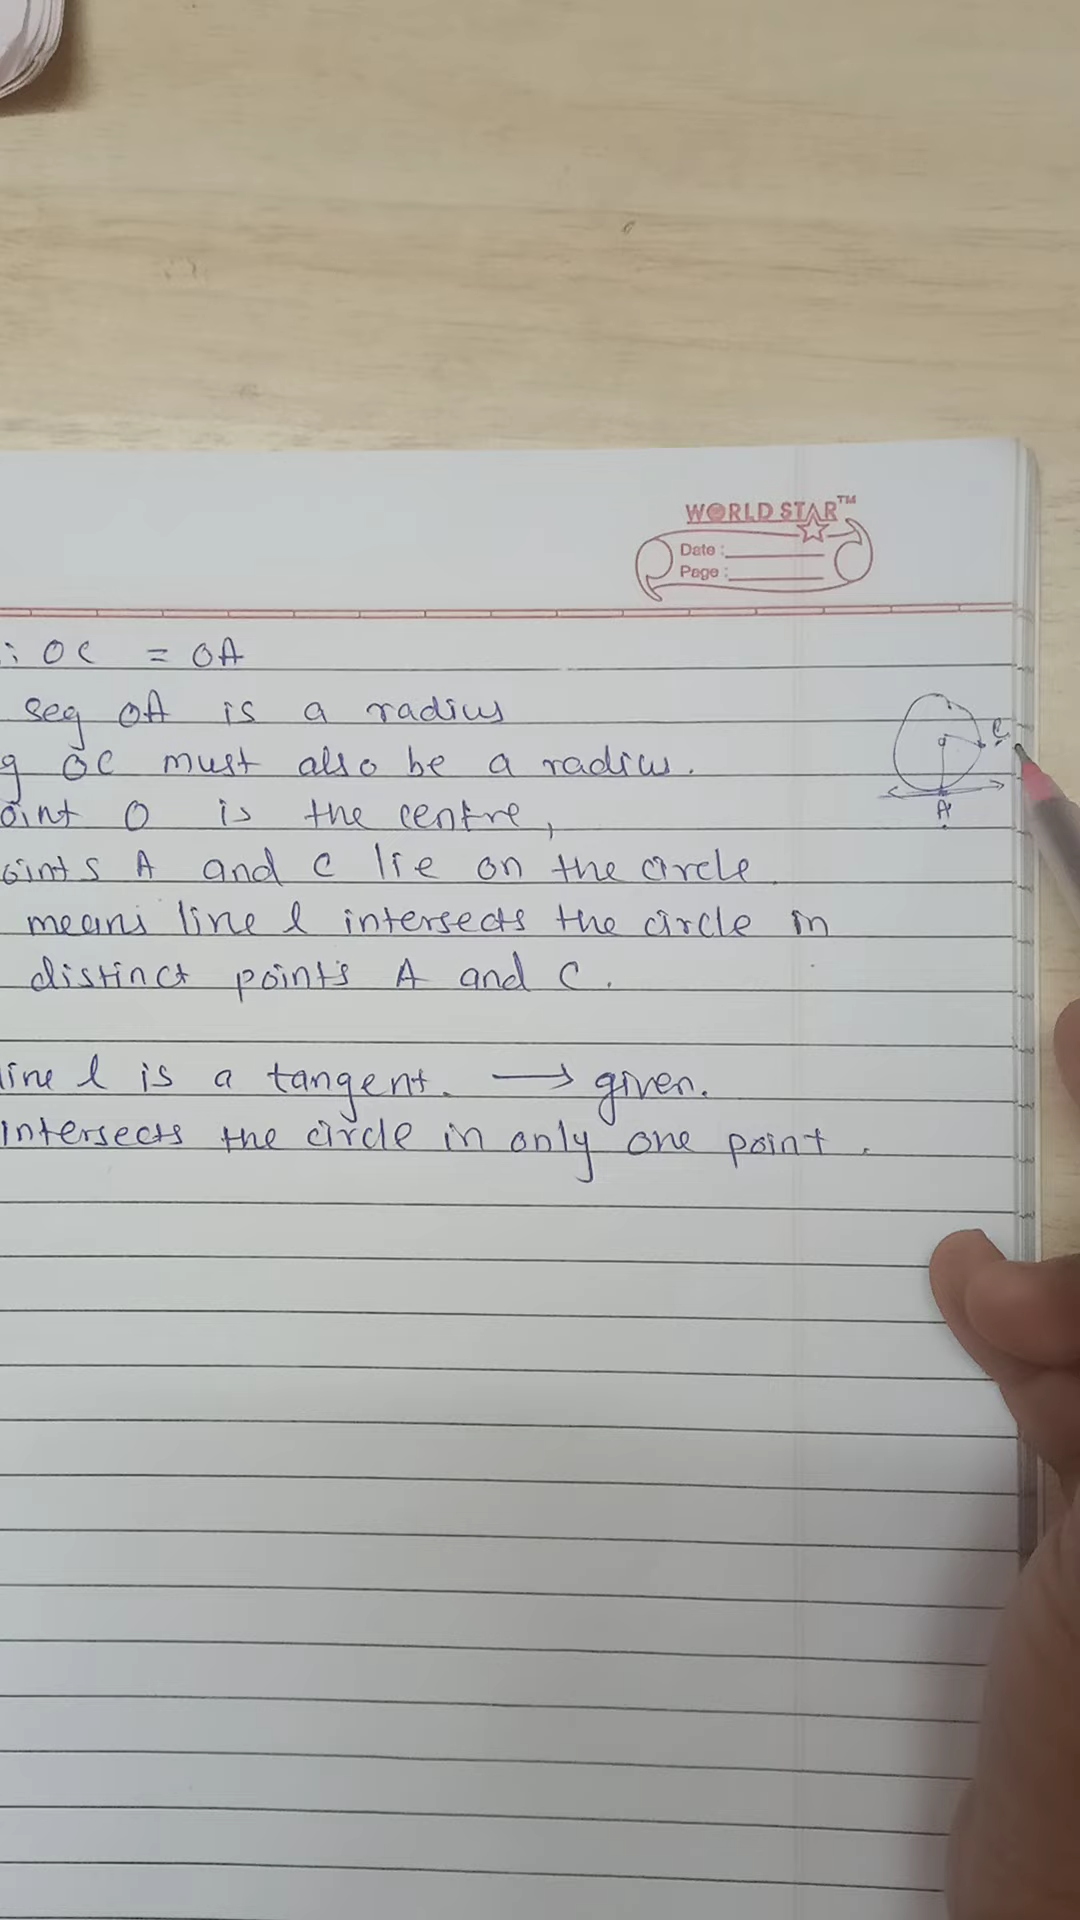 WORLD STAR™
Date :
Page :
∴ OC = OA
seg OA is a radius
g OC must also be a radius.
oint O is the centre,
oints A and C lie on the circle.
means line l intersects the circle in
distinct points A and C.
line l is a tangent. → given.
intersects the circle in only one point.
C
A